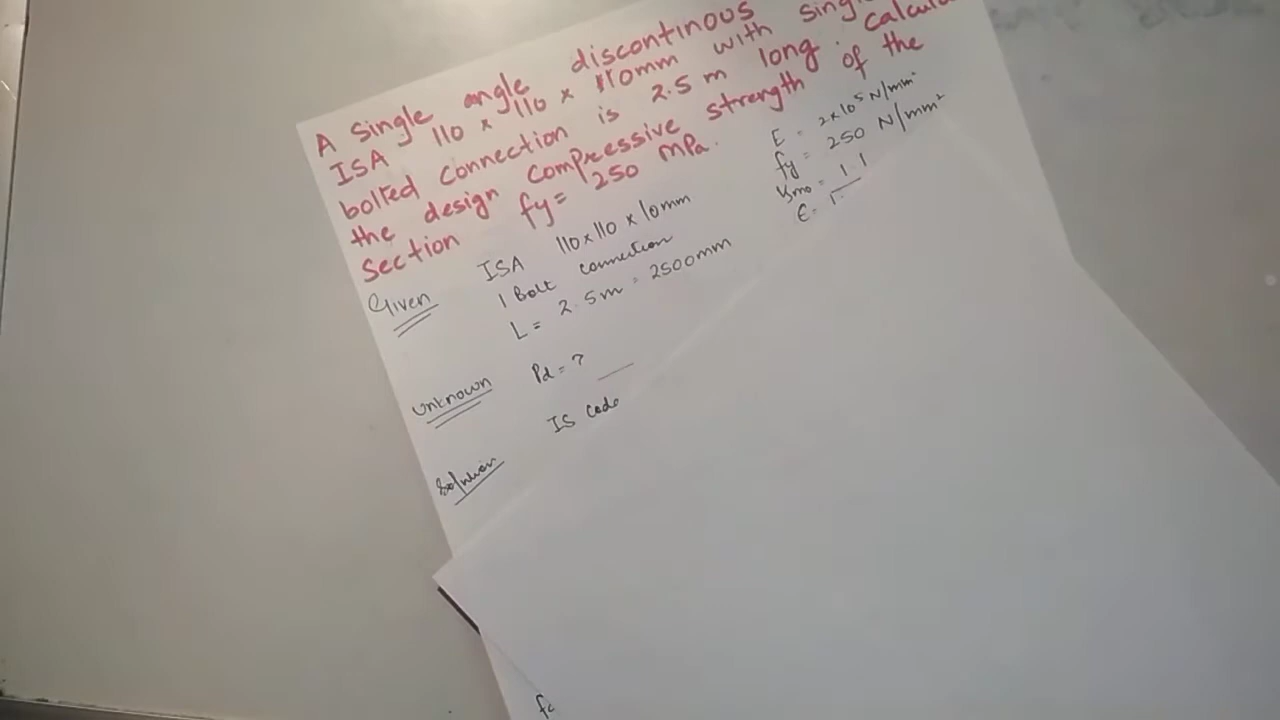 A Single angle discontinous
ISA 110 x 110 x 110mm with
bolted connection is 2.5 m long.
the design compressive strength of the
section fy = 250 MPa.
Given ISA 110x110 x 10mm
1 Bolt connection
L = 2.5m = 2500mm
E = 2x10⁵ N/mm²
fy = 250 N/mm²
γmo = 1.1
ε = 1.
Unknown Pd = ?
Solution IS code